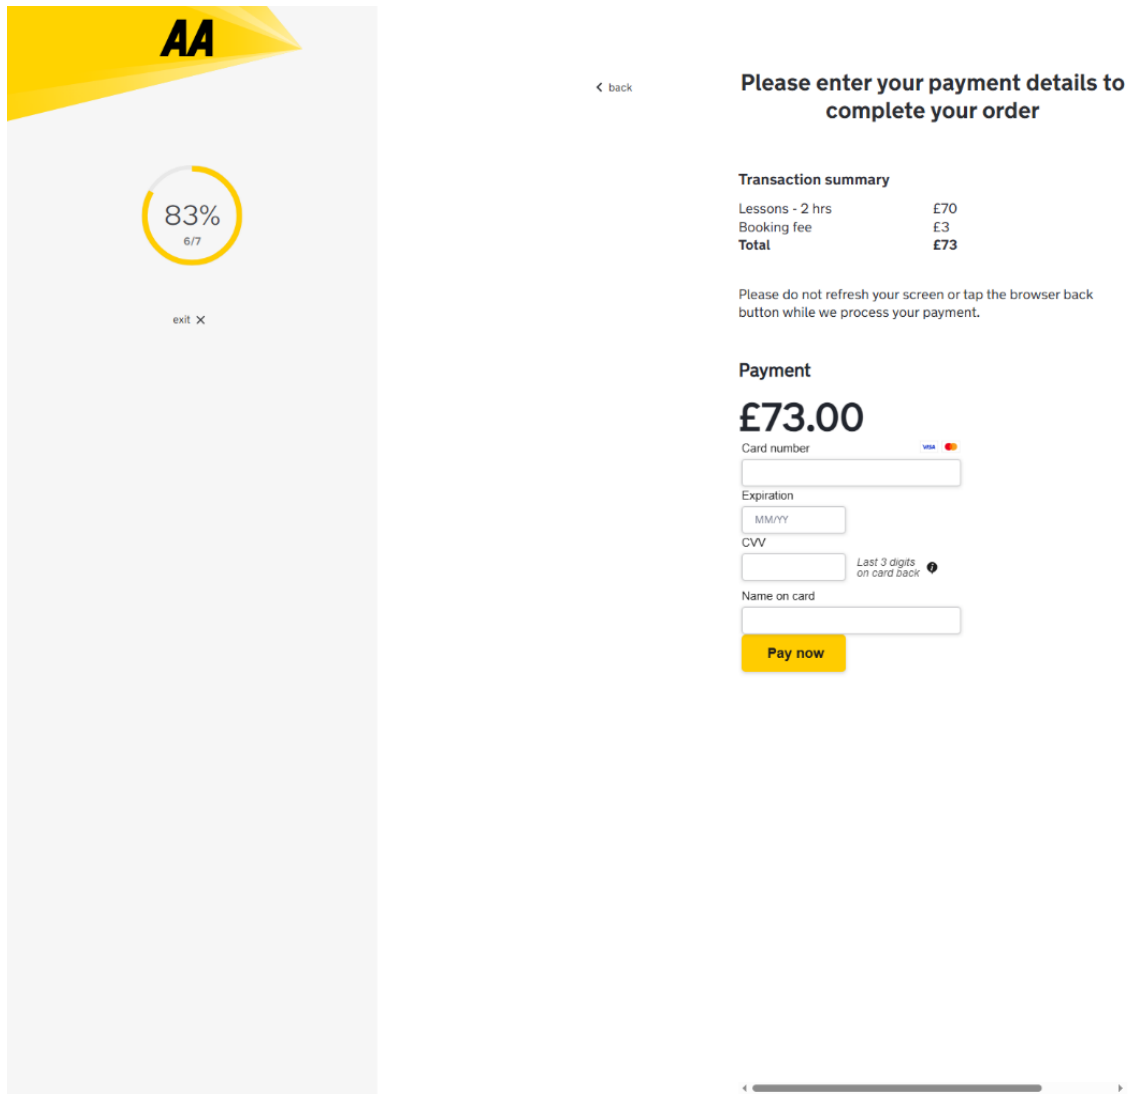 AA
83%
6/7
exit
back
Please enter your payment details to
complete your order
Transaction summary
Lessons - 2 hrs £70
Booking fee £3
Total £73
Please do not refresh your screen or tap the browser back
button while we process your payment.
Payment
£73.00
Card number VISA
Expiration
MM/YY
CVV
Last 3 digits
on card back i
Name on card
Pay now